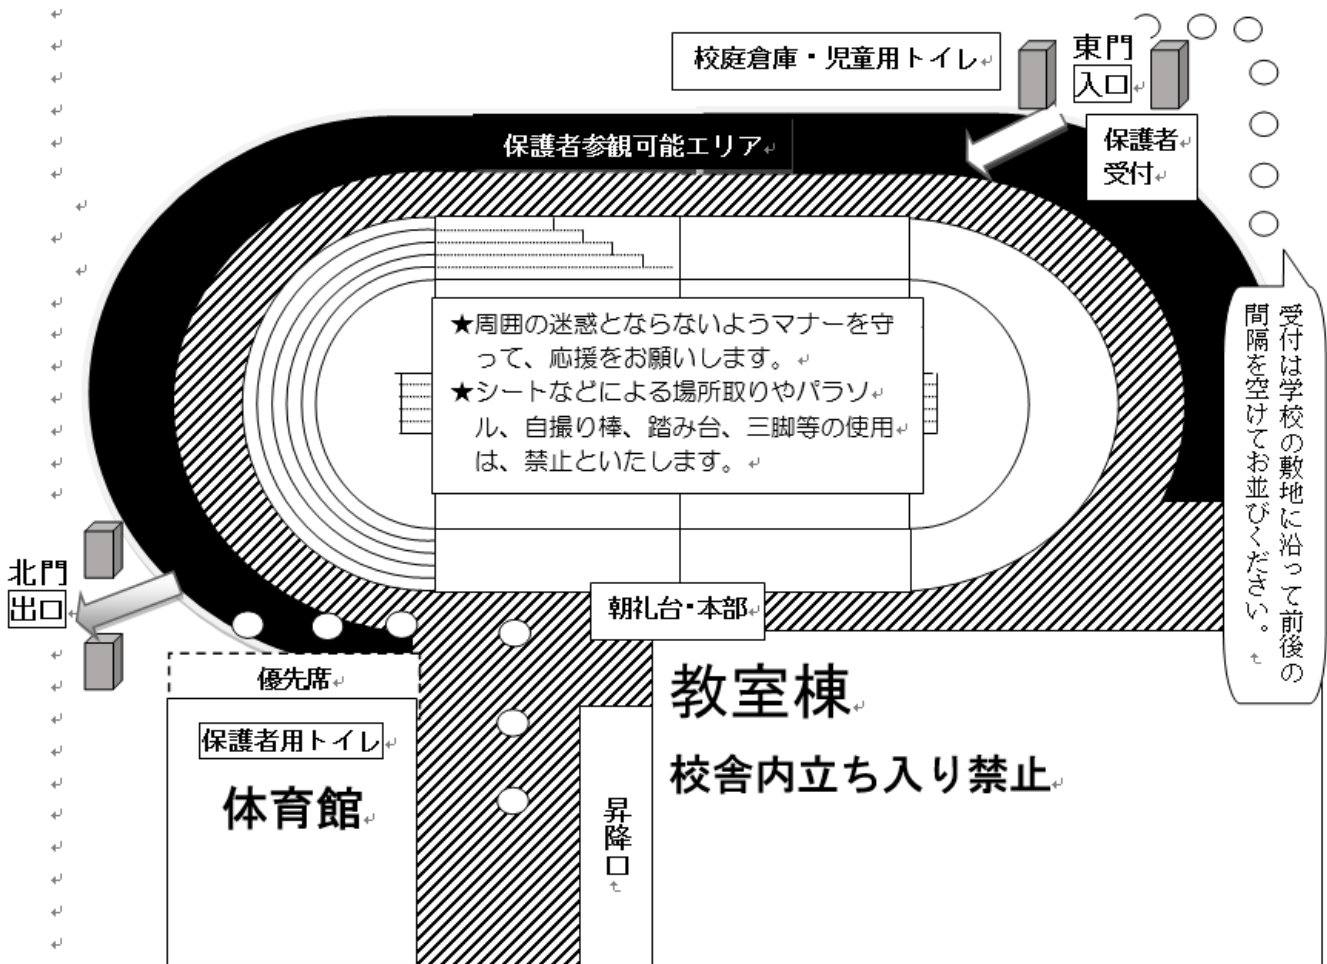 校庭倉庫・児童用トイレ
東門
入口
保護者参観可能エリア
保護者
受付
★周囲の迷惑とならないようマナーを守
って、応援をお願いします。
★シートなどによる場所取りやパラソ
ル、自撮り棒、踏み台、三脚等の使用
は、禁止といたします。
受付は学校の敷地に沿って前後の
間隔を空けてお並びください。
北門
出口
朝礼台・本部
優先席
保護者用トイレ
体育館
昇降口
教室棟
校舎内立ち入り禁止